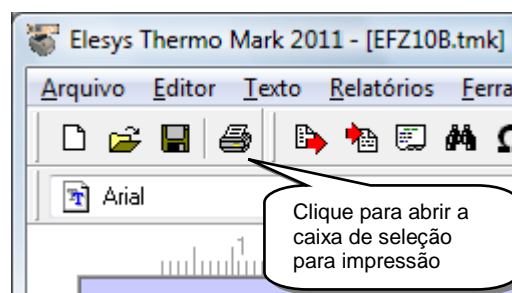 Elesys Thermo Mark 2011 - [EFZ10B.tmk]
Arquivo Editor Texto Relatórios Ferra
Ω
Arial
1
Clique para abrir a
caixa de seleção
para impressão